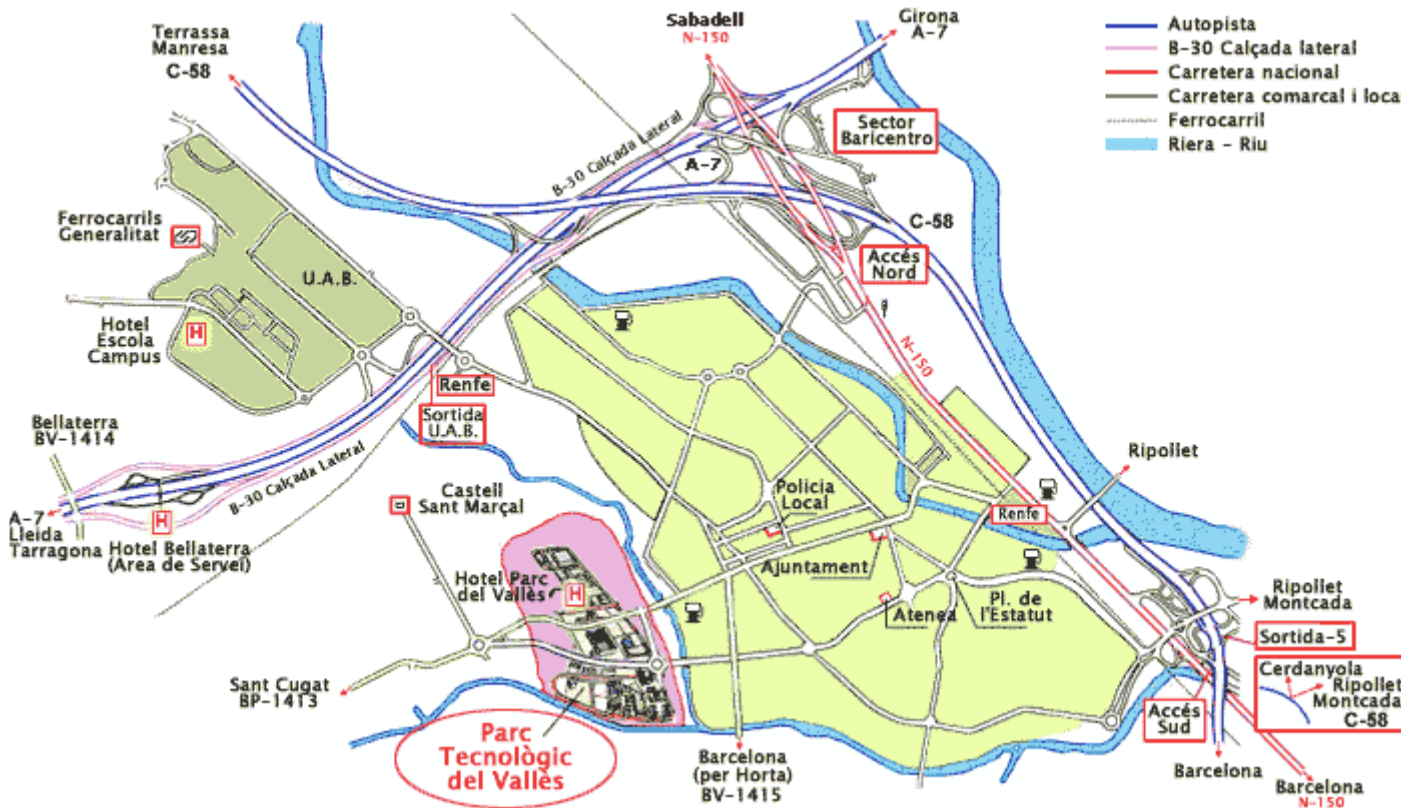 Sabadell
N-150
Girona
A-7
Terrassa
Manresa
C-58
Autopista
B-30 Calçada lateral
Carretera nacional
Carretera comarcal i loca
Ferrocarril
Riera - Riu
Sector
Baricentro
B-30 Calçada Lateral
A-7
C-58
Ferrocarrils
Generalitat
U.A.B.
Accés
Nord
Hotel
Escola
Campus
H
N-150
Renfe
Sortida
U.A.B.
Bellaterra
BV-1414
B-30 Calçada Lateral
Ripollet
Castell
Sant Marçal
Policia
Local
Renfe
A-7
Lleida
Tarragona
H
Hotel Bellaterra
(Area de Servei)
Ajuntament
Hotel Parc
del Vallès
H
Atenea
Pl. de
l'Estatut
Ripollet
Montcada
Sortida-5
Sant Cugat
BP-1413
Cerdanyola
Ripollet
Montcada
C-58
Accés
Sud
Parc
Tecnològic
del Vallès
Barcelona
(per Horta)
BV-1415
Barcelona
Barcelona
N-150